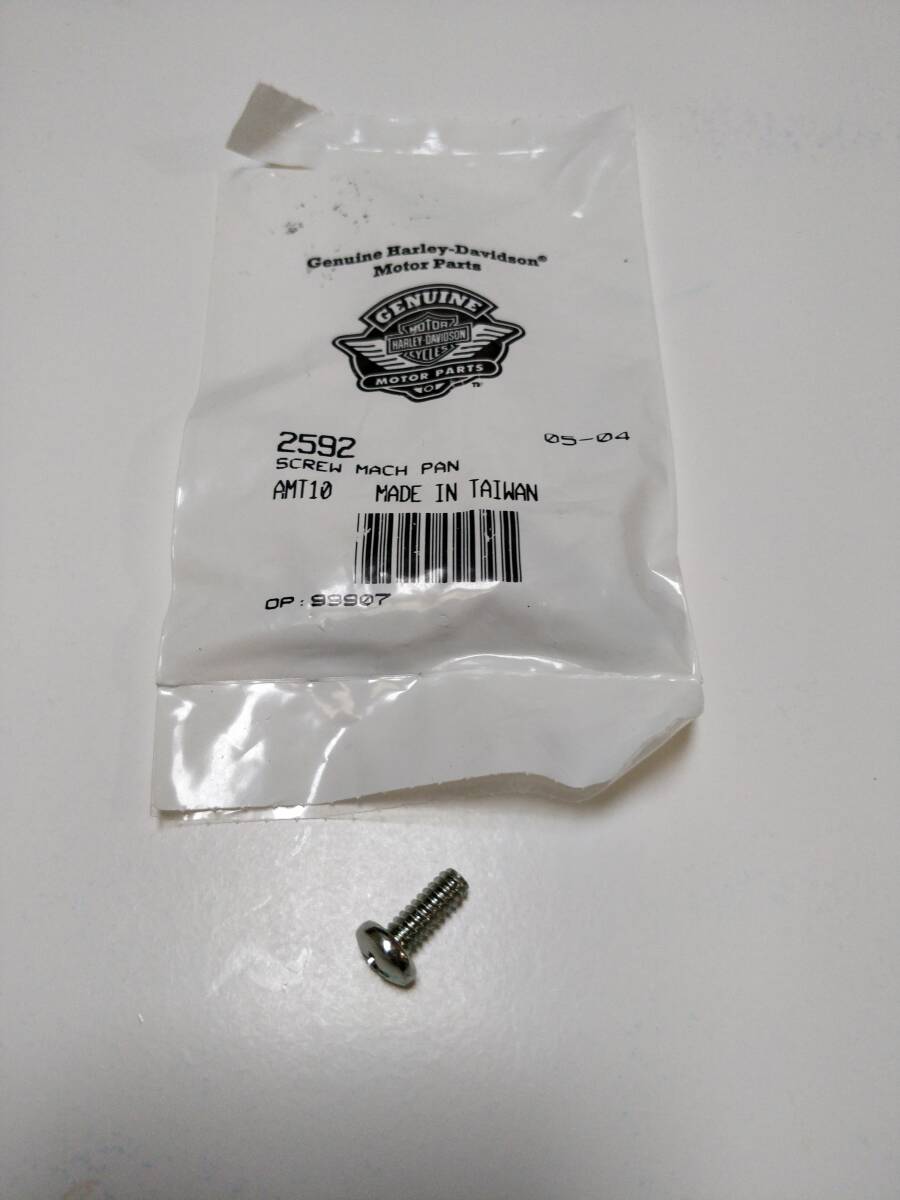 Genuine Harley-Davidson®
Motor Parts
GENUINE
MOTOR
HARLEY-DAVIDSON
CYCLES
MOTOR PARTS
TM
2592 05-04
SCREW MACH PAN
AMT10 MADE IN TAIWAN
OP:99907